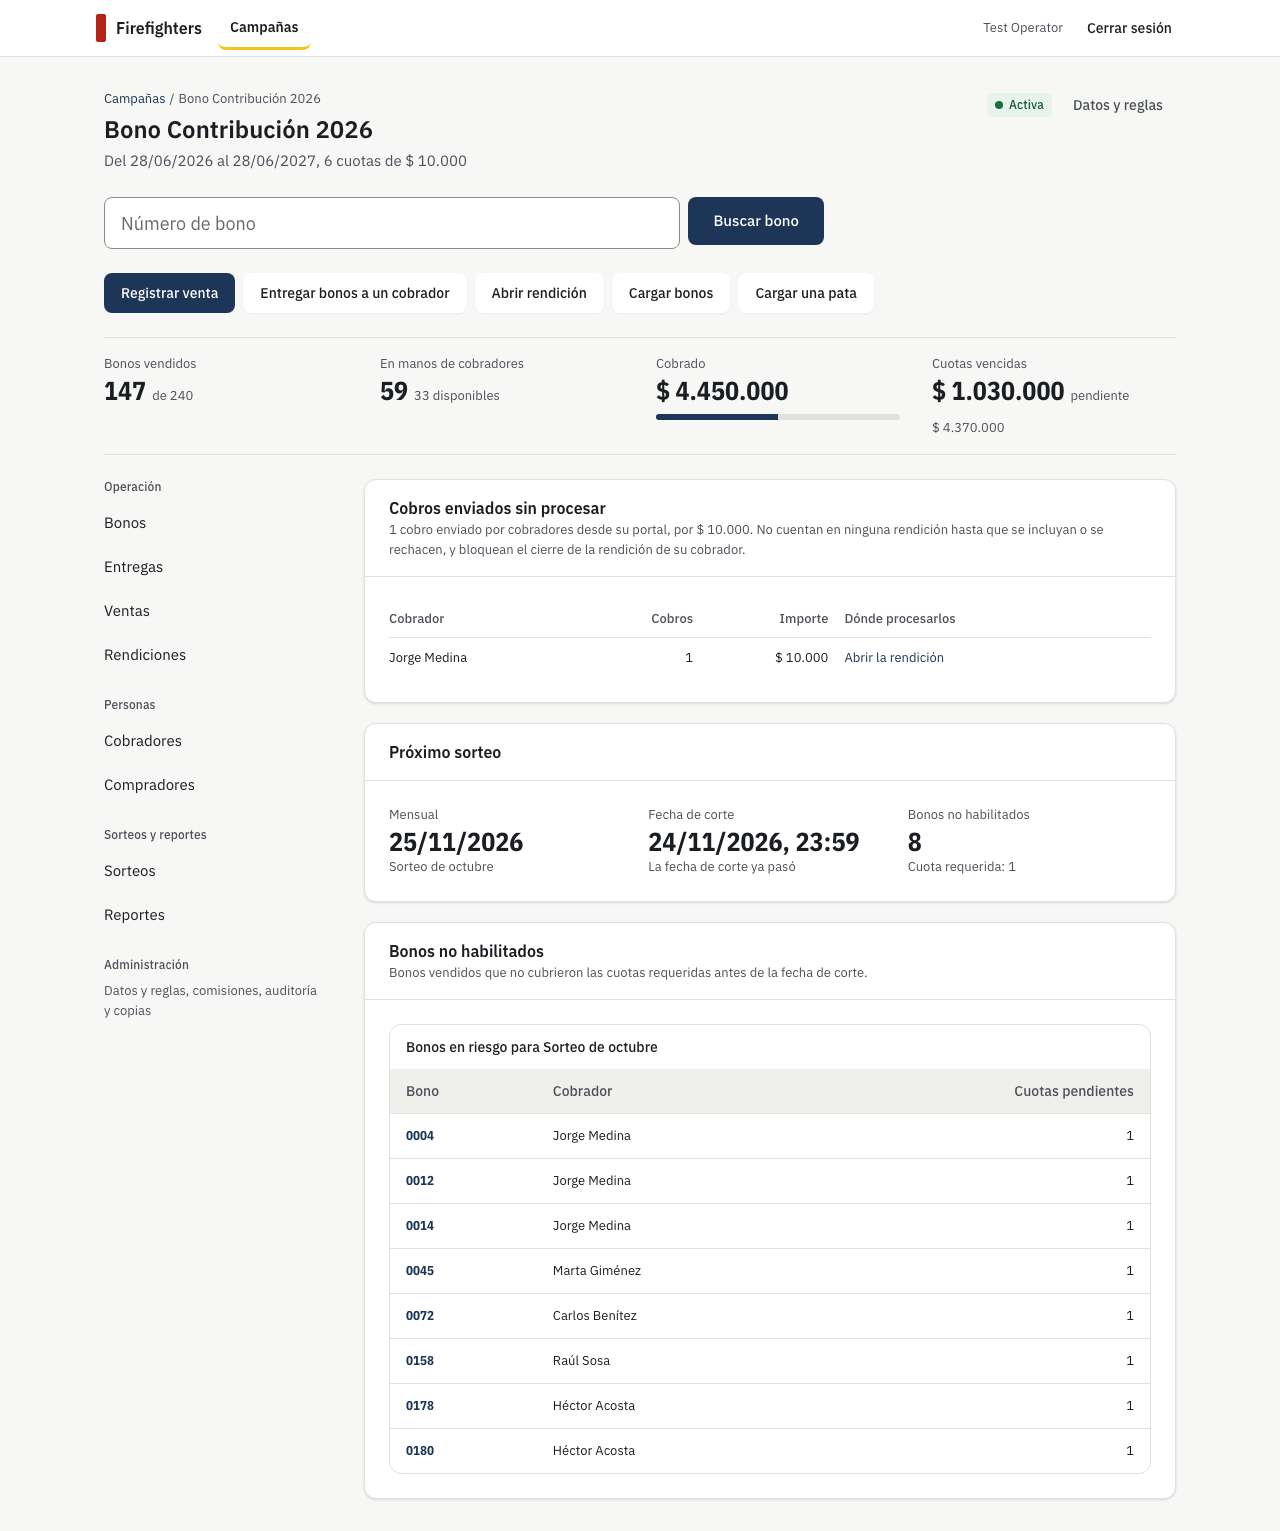 Firefighters
Campañas
Test Operator
Cerrar sesión
Campañas / Bono Contribución 2026
Activa
Datos y reglas
Bono Contribución 2026
Del 28/06/2026 al 28/06/2027, 6 cuotas de $ 10.000
Número de bono
Buscar bono
Registrar venta
Entregar bonos a un cobrador
Abrir rendición
Cargar bonos
Cargar una pata
Bonos vendidos
147 de 240
En manos de cobradores
59 33 disponibles
Cobrado
$ 4.450.000
Cuotas vencidas
$ 1.030.000 pendiente
$ 4.370.000
Operación
Bonos
Entregas
Ventas
Rendiciones
Personas
Cobradores
Compradores
Sorteos y reportes
Sorteos
Reportes
Administración
Datos y reglas, comisiones, auditoría
y copias
Cobros enviados sin procesar
1 cobro enviado por cobradores desde su portal, por $ 10.000. No cuentan en ninguna rendición hasta que se incluyan o se
rechacen, y bloquean el cierre de la rendición de su cobrador.
Cobrador Cobros Importe Dónde procesarlos
Jorge Medina 1 $ 10.000 Abrir la rendición
Próximo sorteo
Mensual
25/11/2026
Sorteo de octubre
Fecha de corte
24/11/2026, 23:59
La fecha de corte ya pasó
Bonos no habilitados
8
Cuota requerida: 1
Bonos no habilitados
Bonos vendidos que no cubrieron las cuotas requeridas antes de la fecha de corte.
Bonos en riesgo para Sorteo de octubre
Bono Cobrador Cuotas pendientes
0004 Jorge Medina 1
0012 Jorge Medina 1
0014 Jorge Medina 1
0045 Marta Giménez 1
0072 Carlos Benítez 1
0158 Raúl Sosa 1
0178 Héctor Acosta 1
0180 Héctor Acosta 1